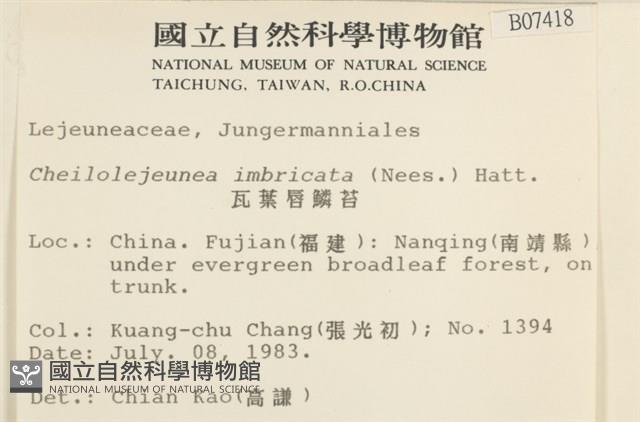 國立自然科學博物館
B07418
NATIONAL MUSEUM OF NATURAL SCIENCE
TAICHUNG, TAIWAN, R.O.CHINA
Lejeuneaceae, Jungermanniales
Cheilolejeunea imbricata (Nees.) Hatt.
瓦葉唇鱗苔
Loc.: China. Fujian(福建): Nanqing(南靖縣)
under evergreen broadleaf forest, on
trunk.
Col.: Kuang-chu Chang(張光初); No. 1394
Date: July. 08, 1983.
國立自然科學博物館
NATIONAL MUSEUM OF NATURAL SCIENCE
Det.: Chian Kao(高謙)